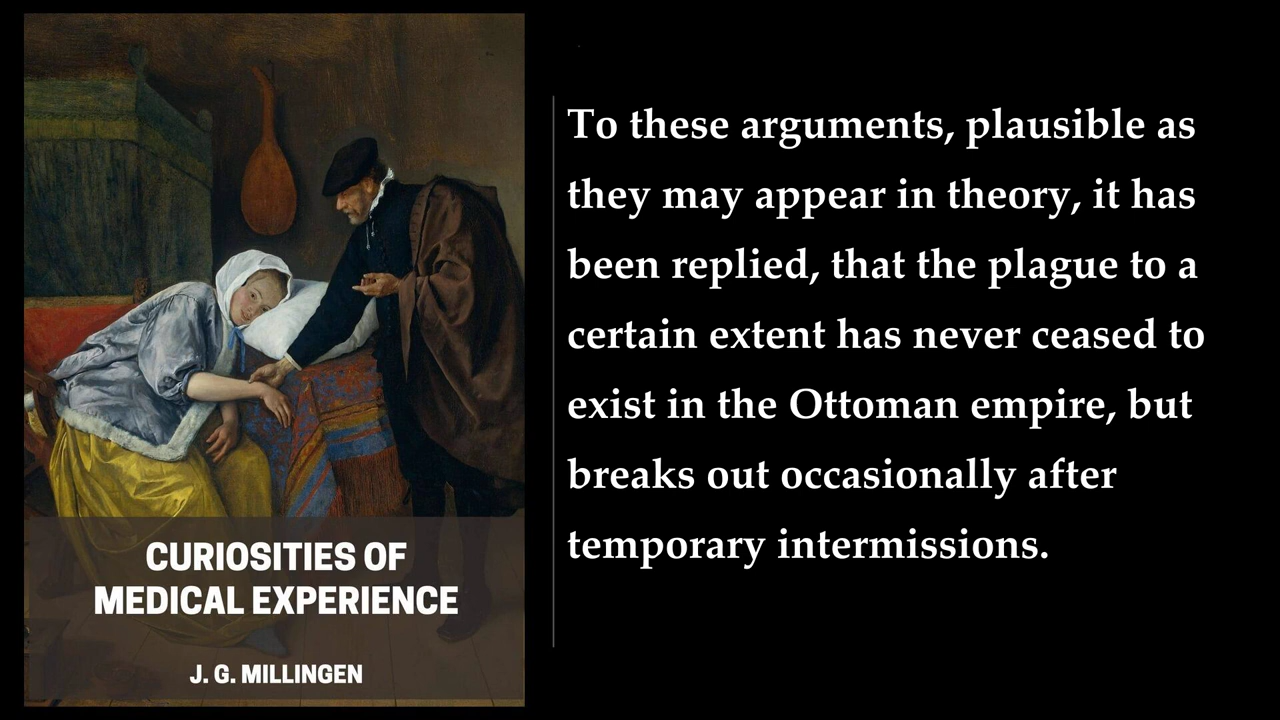 CURIOSITIES OF
MEDICAL EXPERIENCE
J. G. MILLINGEN
To these arguments, plausible as
they may appear in theory, it has
been replied, that the plague to a
certain extent has never ceased to
exist in the Ottoman empire, but
breaks out occasionally after
temporary intermissions.